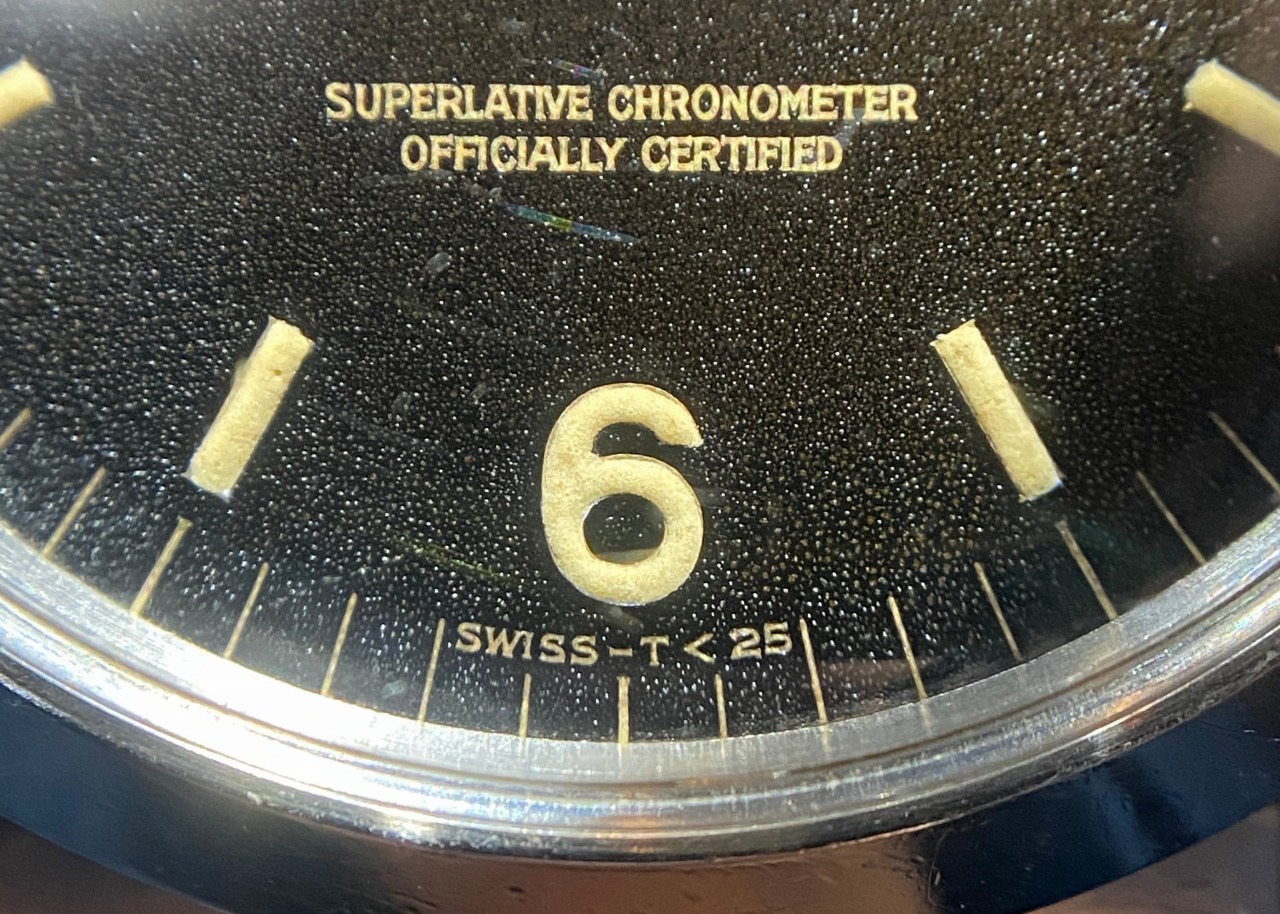 SUPERLATIVE CHRONOMETER
OFFICIALLY CERTIFIED
6
SWISS-T<25